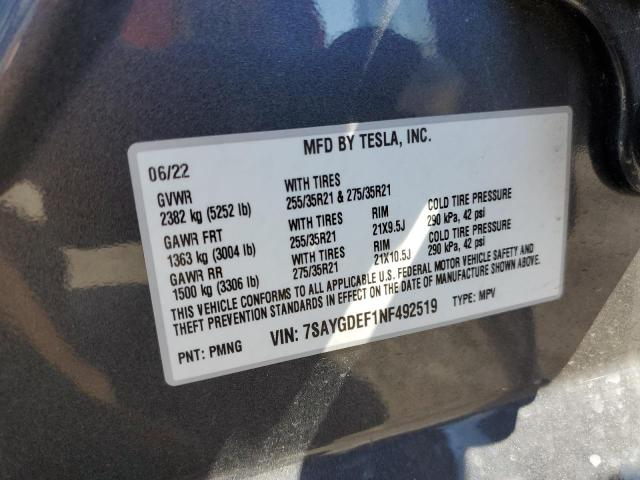 MFD BY TESLA, INC.
06/22
GVWR WITH TIRES
2382 kg (5252 lb) 255/35R21 & 275/35R21
GAWR FRT WITH TIRES RIM COLD TIRE PRESSURE
1363 kg (3004 lb) 255/35R21 21X9.5J 290 kPa, 42 psi
GAWR RR WITH TIRES RIM COLD TIRE PRESSURE
1500 kg (3306 lb) 275/35R21 21X10.5J 290 kPa, 42 psi
THIS VEHICLE CONFORMS TO ALL APPLICABLE U.S. FEDERAL MOTOR VEHICLE SAFETY AND
THEFT PREVENTION STANDARDS IN EFFECT ON THE DATE OF MANUFACTURE SHOWN ABOVE.
PNT: PMNG VIN: 7SAYGDEF1NF492519 TYPE: MPV